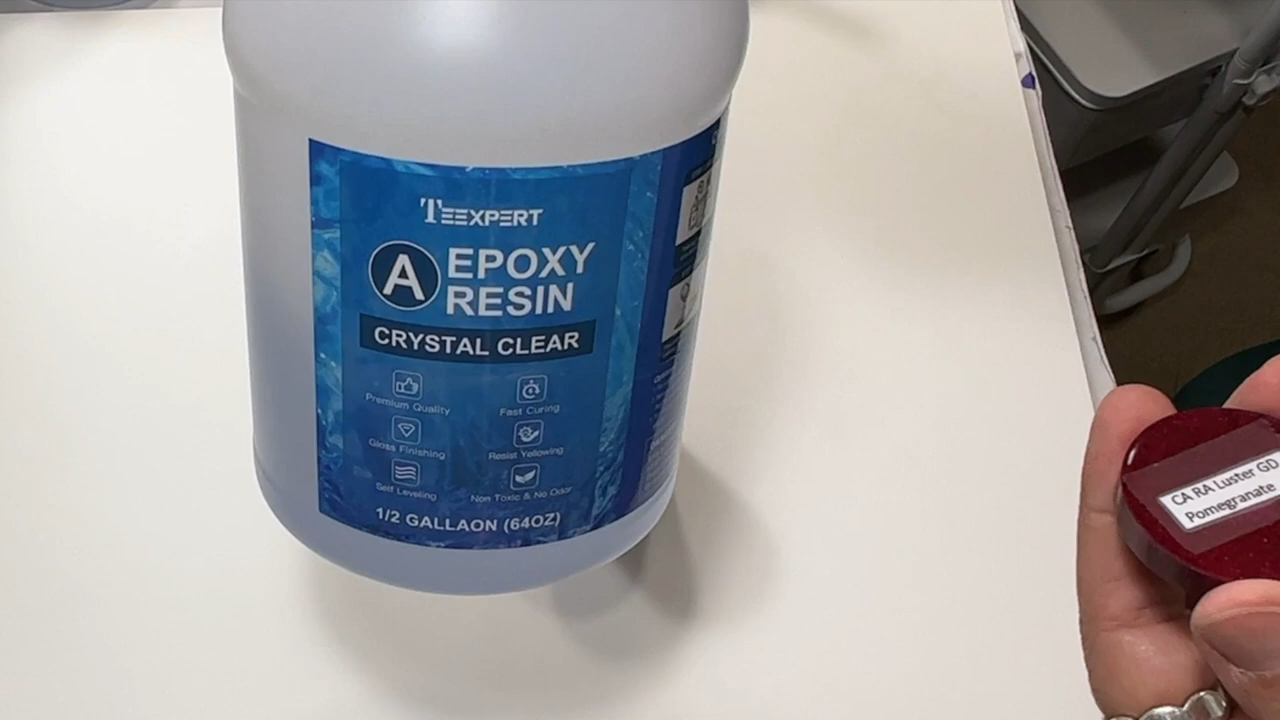 TEEXPERT
A EPOXY
RESIN
CRYSTAL CLEAR
Premium Quality
Fast Curing
Gloss Finishing
Resist Yellowing
Self Leveling
Non Toxic & No Odor
1/2 GALLAON (64OZ)
CA RA Luster GD
Pomegranate